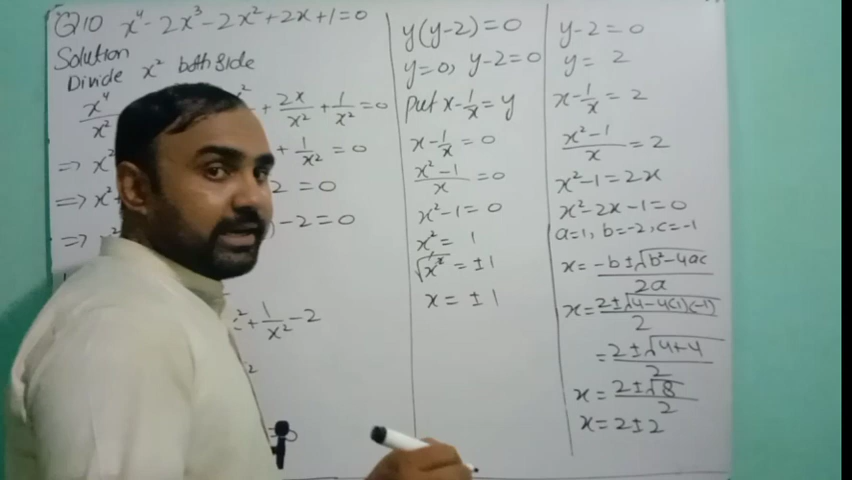 Q10 x⁴-2x³-2x²+2x+1=0
Solution
Divide x² both side
x⁴/x² + 2x/x² + 1/x² = 0
⇒ x² + 1/x² = 0
⇒ x² 2 = 0
⇒ ) - 2 = 0
² + 1/x² - 2
y(y-2)=0
y=0, y-2=0
Put x-1/x=y
x-1/x=0
x²-1/x=0
x²-1=0
x²=1
√x²=±1
x=±1
y-2=0
y=2
x-1/x=2
x²-1/x=2
x²-1=2x
x²-2x-1=0
a=1, b=-2, c=-1
x=-b±√b²-4ac/2a
x=2±√4-4(1)(-1)/2
=2±√4+4/2
x=2±√8/2
x=2±2